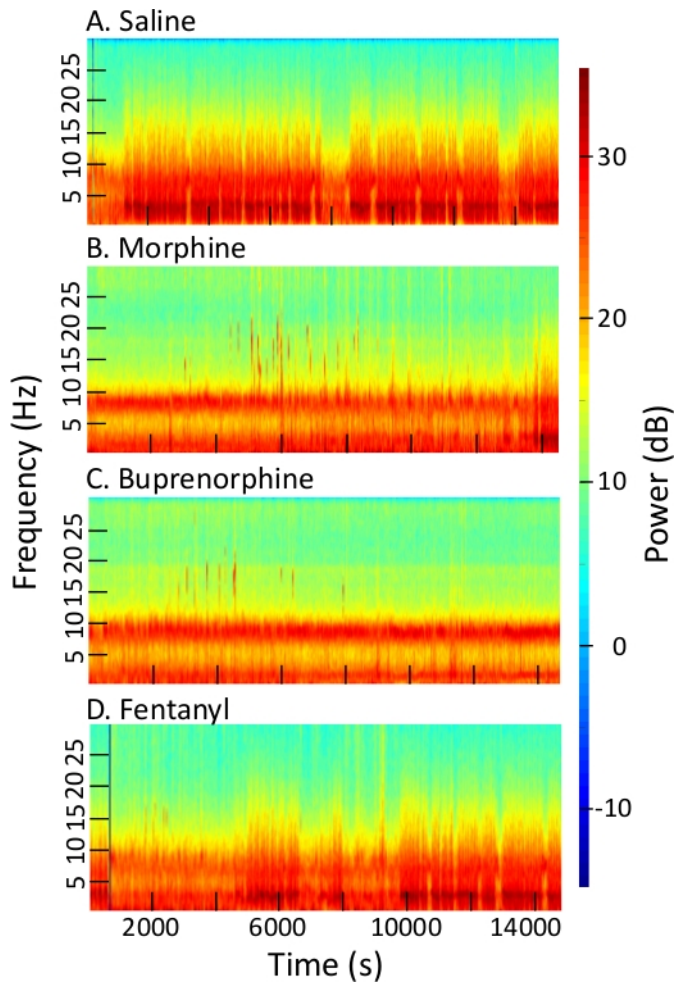 A. Saline
5 10 15 20 25
B. Morphine
5 10 15 20 25
C. Buprenorphine
5 10 15 20 25
D. Fentanyl
5 10 15 20 25
Frequency (Hz)
2000 6000 10000 14000
Time (s)
30
20
10
0
-10
Power (dB)